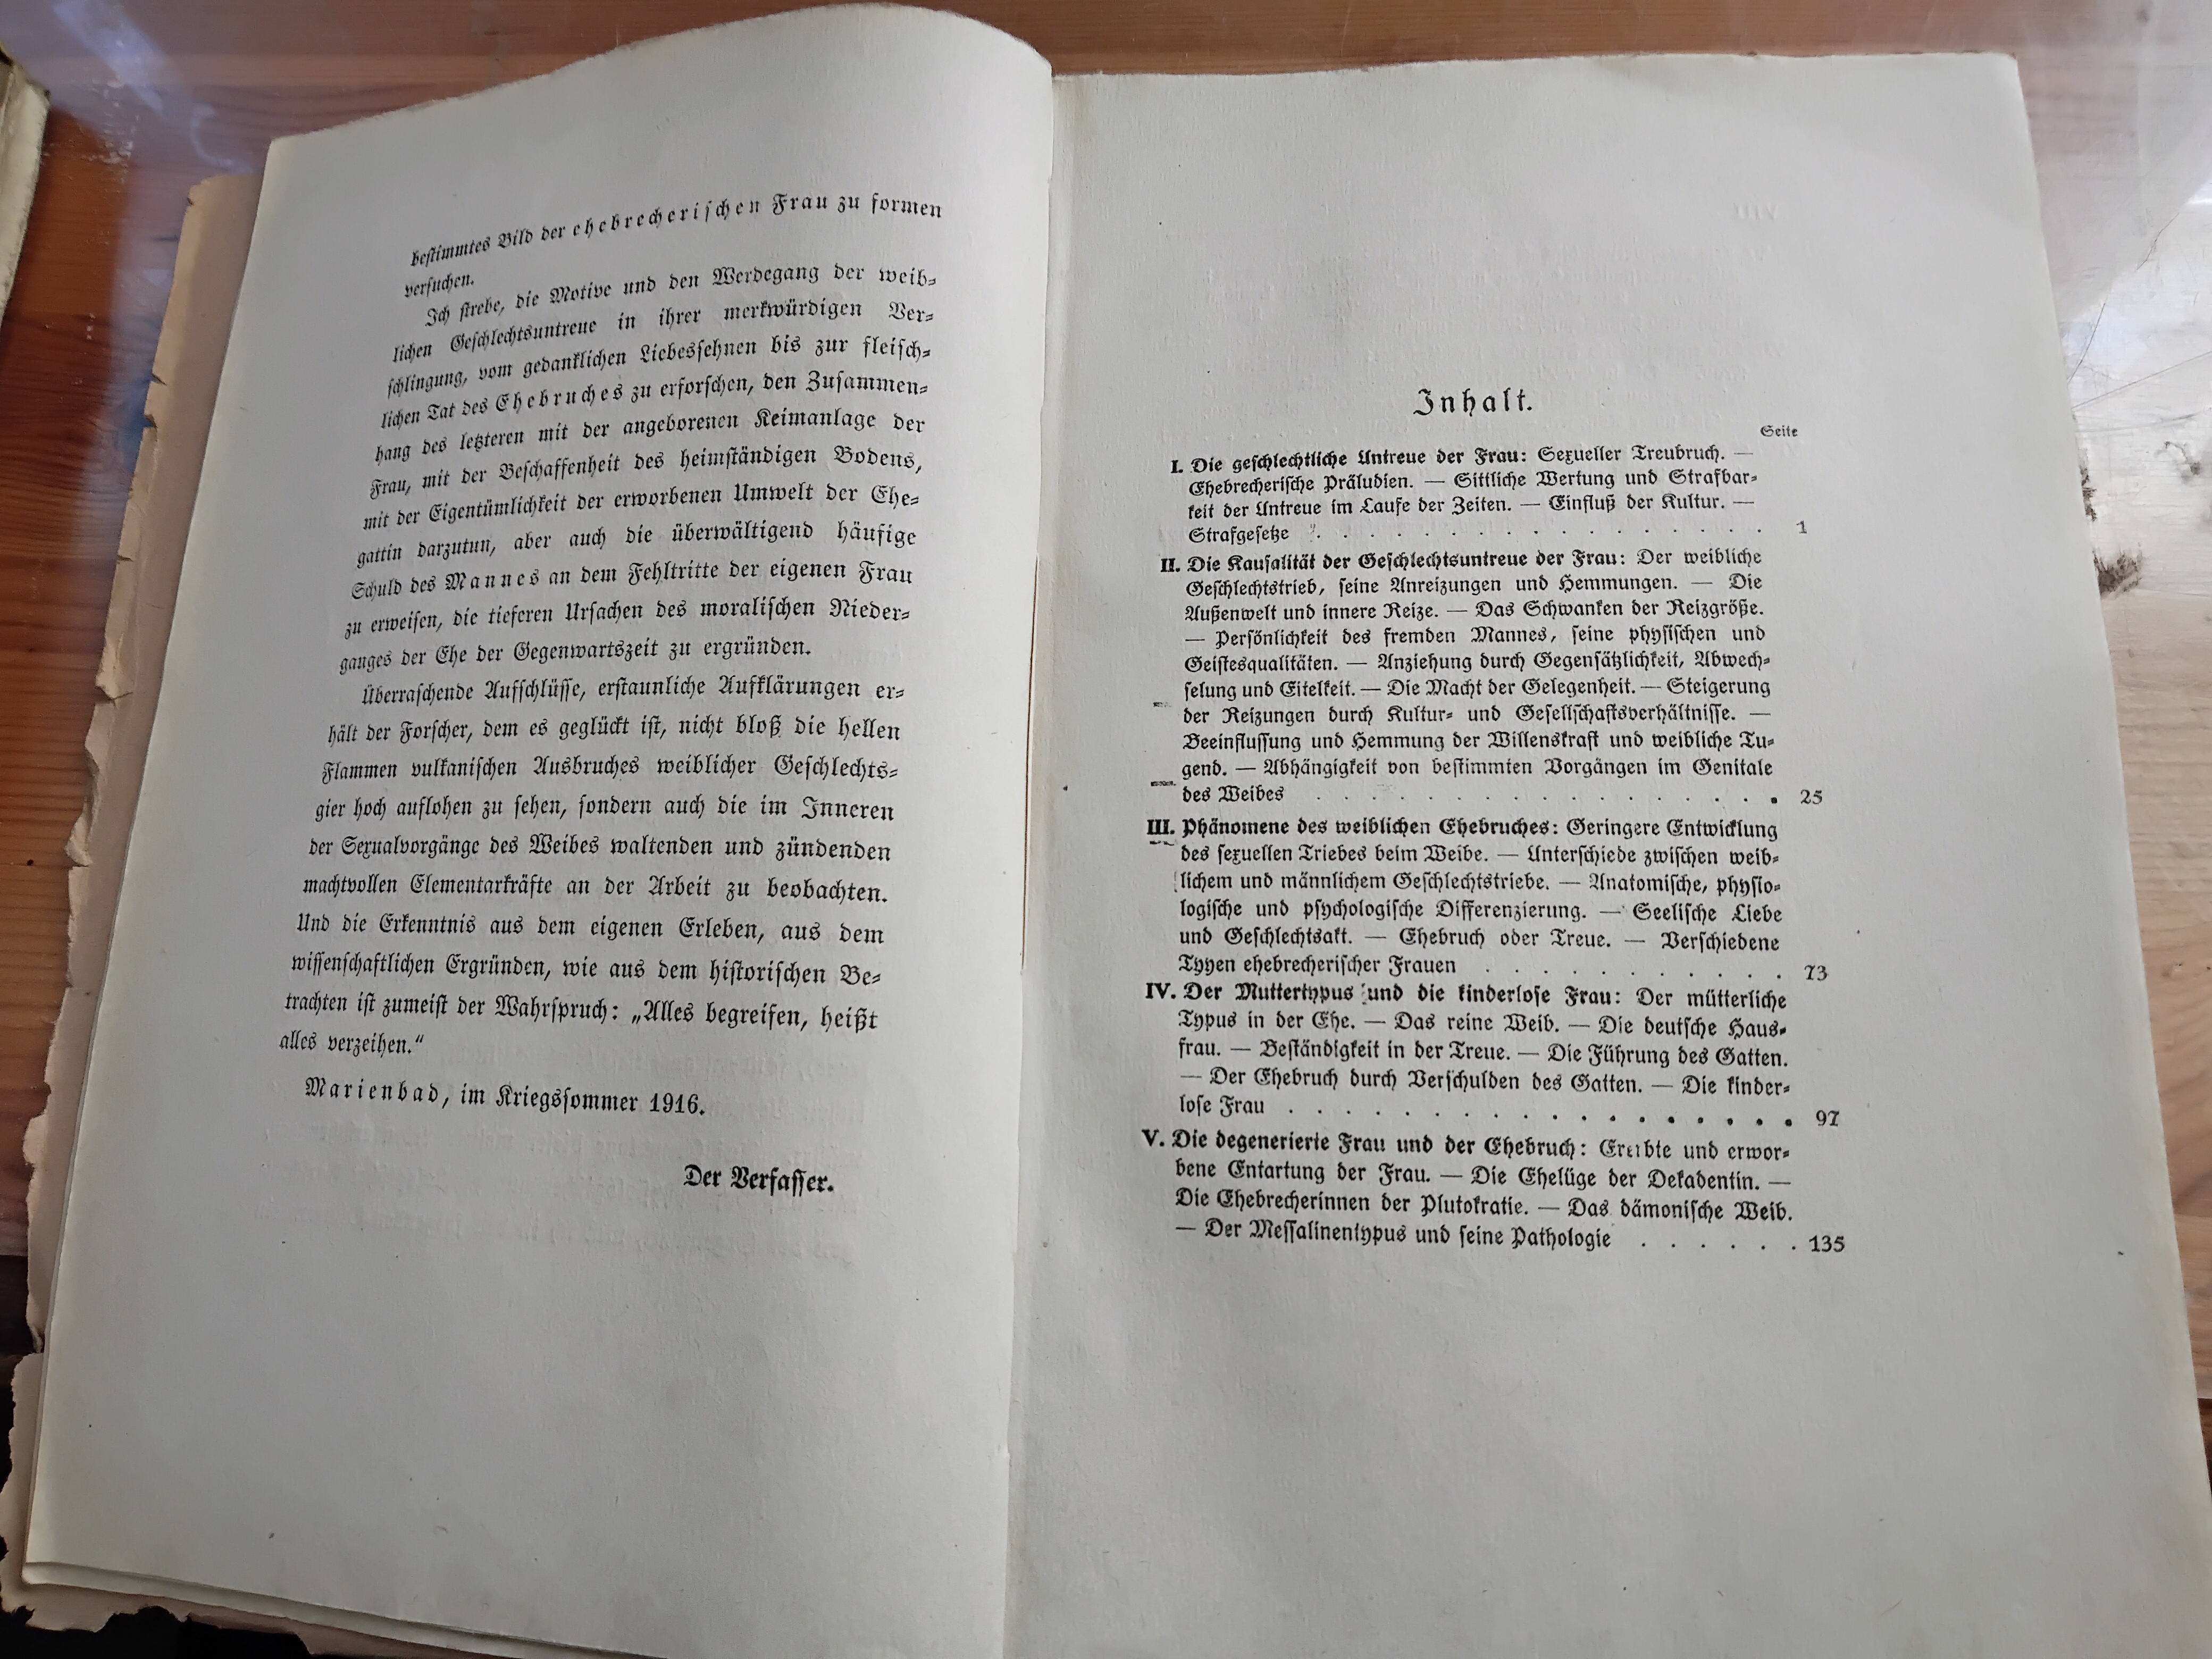 bestimmtes Bild der ehebrecherischen Frau zu formen
versuchen.
Ich strebe, die Motive und den Werdegang der weib-
lichen Geschlechtsuntreue in ihrer merkwürdigen Ver-
schlingung, vom gedanklichen Liebessehnen bis zur fleisch-
lichen Tat des Ehebruches zu erforschen, den Zusammen-
hang des letzteren mit der angeborenen Keimanlage der
Frau, mit der Beschaffenheit des heimständigen Bodens,
mit der Eigentümlichkeit der erworbenen Umwelt der Ehe-
gattin darzutun, aber auch die überwältigend häufige
Schuld des Mannes an dem Fehltritte der eigenen Frau
zu erweisen, die tieferen Ursachen des moralischen Nieder-
ganges der Ehe der Gegenwartszeit zu ergründen.
Überraschende Aufschlüsse, erstaunliche Aufklärungen er-
hält der Forscher, dem es geglückt ist, nicht bloß die hellen
Flammen vulkanischen Ausbruches weiblicher Geschlechts-
gier hoch auflohen zu sehen, sondern auch die im Inneren
der Sexualvorgänge des Weibes waltenden und zündenden
machtvollen Elementarkräfte an der Arbeit zu beobachten.
Und die Erkenntnis aus dem eigenen Erleben, aus dem
wissenschaftlichen Ergründen, wie aus dem historischen Be-
trachten ist zumeist der Wahrspruch: „Alles begreifen, heißt
alles verzeihen.“
Marienbad, im Kriegssommer 1916.
Der Verfasser.
Inhalt.
Seite
I. Die geschlechtliche Untreue der Frau: Sexueller Treubruch. —
Ehebrecherische Präludien. — Sittliche Wertung und Strafbar-
keit der Untreue im Laufe der Zeiten. — Einfluß der Kultur. —
Strafgesetze . . . . . . . . . . . . . . . . 1
II. Die Kausalität der Geschlechtsuntreue der Frau: Der weibliche
Geschlechtstrieb, seine Anreizungen und Hemmungen. — Die
Außenwelt und innere Reize. — Das Schwanken der Reizgröße.
— Persönlichkeit des fremden Mannes, seine physischen und
Geistesqualitäten. — Anziehung durch Gegensätzlichkeit, Abwech-
selung und Eitelkeit. — Die Macht der Gelegenheit. — Steigerung
der Reizungen durch Kultur- und Gesellschaftsverhältnisse. —
Beeinflussung und Hemmung der Willenskraft und weibliche Tu-
gend. — Abhängigkeit von bestimmten Vorgängen im Genitale
des Weibes . . . . . . . . . . . . . . . . 25
III. Phänomene des weiblichen Ehebruches: Geringere Entwicklung
des sexuellen Triebes beim Weibe. — Unterschiede zwischen weib-
lichem und männlichem Geschlechtstriebe. — Anatomische, physio-
logische und psychologische Differenzierung. — Seelische Liebe
und Geschlechtsakt. — Ehebruch oder Treue. — Verschiedene
Typen ehebrecherischer Frauen . . . . . . . . . . . 73
IV. Der Muttertypus und die kinderlose Frau: Der mütterliche
Typus in der Ehe. — Das reine Weib. — Die deutsche Haus-
frau. — Beständigkeit in der Treue. — Die Führung des Gatten.
— Der Ehebruch durch Verschulden des Gatten. — Die kinder-
lose Frau . . . . . . . . . . . . . . . . . 97
V. Die degenerierte Frau und der Ehebruch: Ererbte und erwor-
bene Entartung der Frau. — Die Ehelüge der Dekadentin. —
Die Ehebrecherinnen der Plutokratie. — Das dämonische Weib.
— Der Messalinentypus und seine Pathologie . . . . . . 135